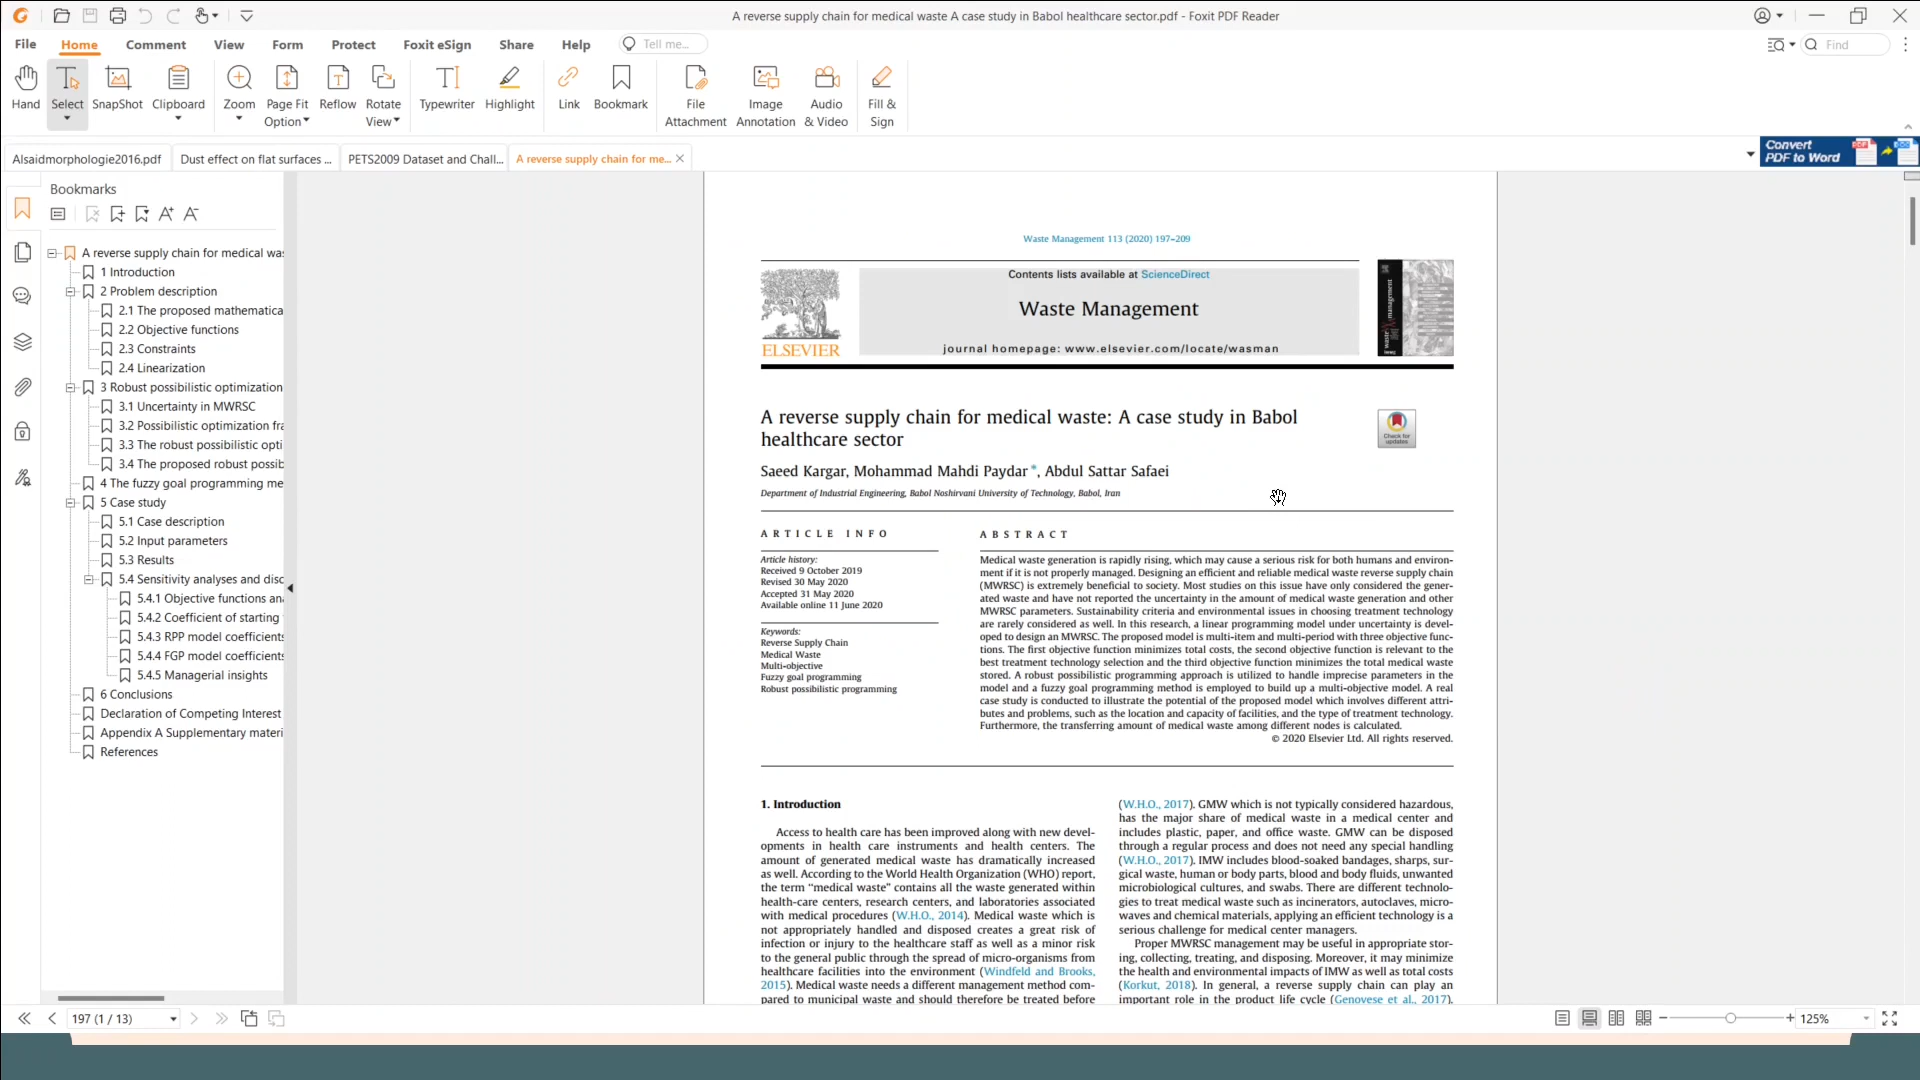 A reverse supply chain for medical waste A case study in Babol healthcare sector.pdf - Foxit PDF Reader
File Home Comment View Form Protect Foxit eSign Share Help Tell me... Find
Hand Select SnapShot Clipboard Zoom Page Fit Option Reflow Rotate View Typewriter Highlight Link Bookmark File Attachment Image Annotation Audio & Video Fill & Sign
Alsaidmorphologie2016.pdf Dust effect on flat surfaces ... PETS2009 Dataset and Chall... A reverse supply chain for me...
Convert
PDF to Word
Bookmarks
A reverse supply chain for medical was
1 Introduction
2 Problem description
2.1 The proposed mathematica
2.2 Objective functions
2.3 Constraints
2.4 Linearization
3 Robust possibilistic optimization
3.1 Uncertainty in MWRSC
3.2 Possibilistic optimization fra
3.3 The robust possibilistic opti
3.4 The proposed robust possib
4 The fuzzy goal programming me
5 Case study
5.1 Case description
5.2 Input parameters
5.3 Results
5.4 Sensitivity analyses and disc
5.4.1 Objective functions ana
5.4.2 Coefficient of starting
5.4.3 RPP model coefficients
5.4.4 FGP model coefficients
5.4.5 Managerial insights
6 Conclusions
Declaration of Competing Interest
Appendix A Supplementary materi
References
Waste Management 113 (2020) 197–209
Contents lists available at ScienceDirect
Waste Management
journal homepage: www.elsevier.com/locate/wasman
ELSEVIER
A reverse supply chain for medical waste: A case study in Babol
healthcare sector
Check for
updates
Saeed Kargar, Mohammad Mahdi Paydar *, Abdul Sattar Safaei
Department of Industrial Engineering, Babol Noshirvani University of Technology, Babol, Iran
ARTICLE INFO
Article history:
Received 9 October 2019
Revised 30 May 2020
Accepted 31 May 2020
Available online 11 June 2020
Keywords:
Reverse Supply Chain
Medical Waste
Multi-objective
Fuzzy goal programming
Robust possibilistic programming
ABSTRACT
Medical waste generation is rapidly rising, which may cause a serious risk for both humans and environ-
ment if it is not properly managed. Designing an efficient and reliable medical waste reverse supply chain
(MWRSC) is extremely beneficial to society. Most studies on this issue have only considered the gener-
ated waste and have not reported the uncertainty in the amount of medical waste generation and other
MWRSC parameters. Sustainability criteria and environmental issues in choosing treatment technology
are rarely considered as well. In this research, a linear programming model under uncertainty is devel-
oped to design an MWRSC. The proposed model is multi-item and multi-period with three objective func-
tions. The first objective function minimizes total costs, the second objective function is relevant to the
best treatment technology selection and the third objective function minimizes the total medical waste
stored. A robust possibilistic programming approach is utilized to handle imprecise parameters in the
model and a fuzzy goal programming method is employed to build up a multi-objective model. A real
case study is conducted to illustrate the potential of the proposed model which involves different attri-
butes and problems, such as the location and capacity of facilities, and the type of treatment technology.
Furthermore, the transferring amount of medical waste among different nodes is calculated.
© 2020 Elsevier Ltd. All rights reserved.
1. Introduction
Access to health care has been improved along with new devel-
opments in health care instruments and health centers. The
amount of generated medical waste has dramatically increased
as well. According to the World Health Organization (WHO) report,
the term “medical waste” contains all the waste generated within
health-care centers, research centers, and laboratories associated
with medical procedures (W.H.O., 2014). Medical waste which is
not appropriately handled and disposed creates a great risk of
infection or injury to the healthcare staff as well as a minor risk
to the general public through the spread of micro-organisms from
healthcare facilities into the environment (Windfeld and Brooks,
2015). Medical waste needs a different management method com-
pared to municipal waste and should therefore be treated before
(W.H.O., 2017). GMW which is not typically considered hazardous,
has the major share of medical waste in a medical center and
includes plastic, paper, and office waste. GMW can be disposed
through a regular process and does not need any special handling
(W.H.O., 2017). IMW includes blood-soaked bandages, sharps, sur-
gical waste, human or body parts, blood and body fluids, unwanted
microbiological cultures, and swabs. There are different technolo-
gies to treat medical waste such as incinerators, autoclaves, micro-
waves and chemical materials, applying an efficient technology is a
serious challenge for medical center managers.
Proper MWRSC management may be useful in appropriate stor-
ing, collecting, treating, and disposing. Moreover, it may minimize
the health and environmental impacts of IMW as well as total costs
(Korkut, 2018). In general, a reverse supply chain can play an
important role in the product life cycle (Genovese et al., 2017).
197 (1 / 13)
125%